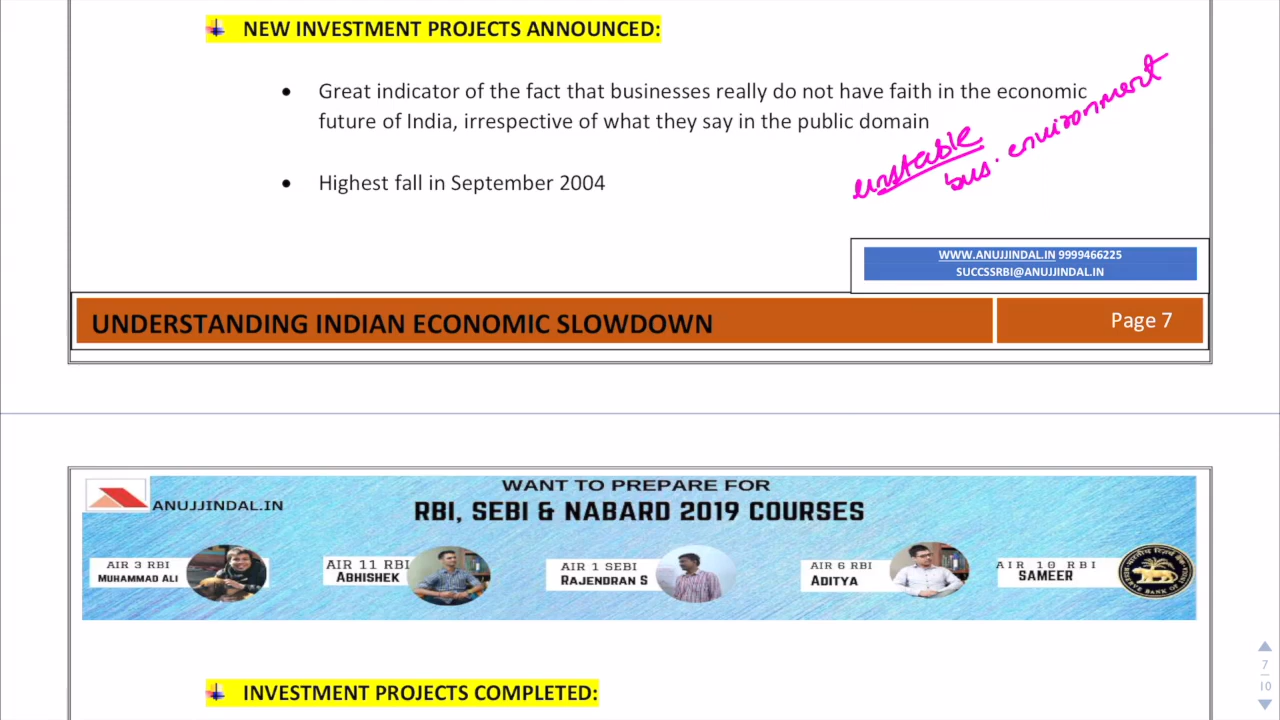 NEW INVESTMENT PROJECTS ANNOUNCED:
Great indicator of the fact that businesses really do not have faith in the economic
future of India, irrespective of what they say in the public domain
Highest fall in September 2004
unstable
bus. environment
WWW.ANUJJINDAL.IN 9999466225
SUCCSSRBI@ANUJJINDAL.IN
UNDERSTANDING INDIAN ECONOMIC SLOWDOWN
Page 7
WANT TO PREPARE FOR
ANUJJINDAL.IN
RBI, SEBI & NABARD 2019 COURSES
AIR 3 RBI
MUHAMMAD ALI
AIR 11 RBI
ABHISHEK
AIR 1 SEBI
RAJENDRAN S
AIR 6 RBI
ADITYA
AIR 10 RBI
SAMEER
INVESTMENT PROJECTS COMPLETED:
7
10